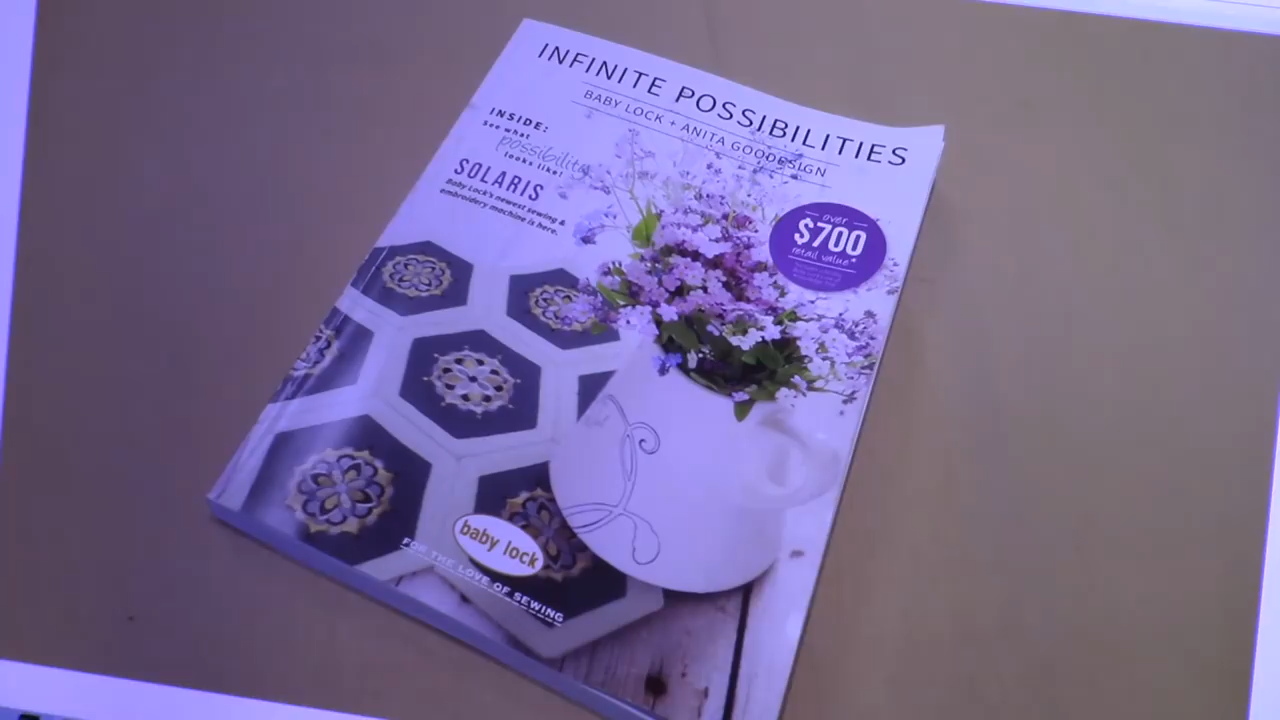 INFINITE POSSIBILITIES
BABY LOCK + ANITA GOODESIGN
INSIDE:
See what
possibility
looks like!
SOLARIS
Baby Lock's newest sewing &
embroidery machine is here.
over
$700
retail value*
baby lock
FOR THE LOVE OF SEWING